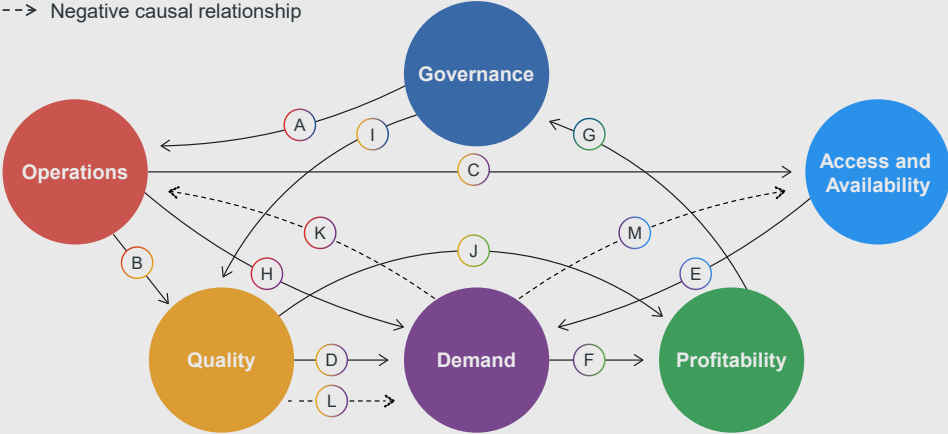 Negative causal relationship
Governance
A
I
G
Operations
C
Access and
Availability
K
M
J
B
H
E
Quality
D
Demand
F
Profitability
L